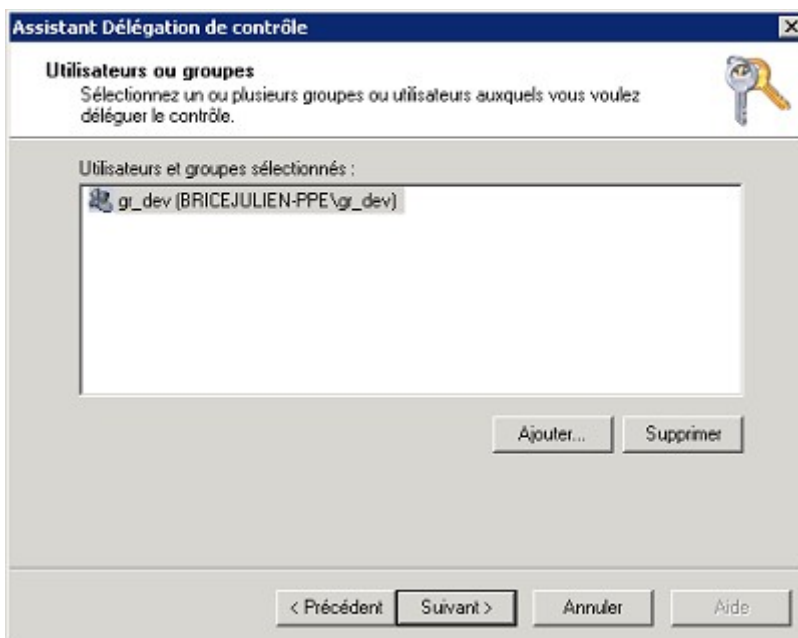 Assistant Délégation de contrôle
Utilisateurs ou groupes
Sélectionnez un ou plusieurs groupes ou utilisateurs auxquels vous voulez
déléguer le contrôle.
Utilisateurs et groupes sélectionnés :
gr_dev (BRICEJULIEN-PPE\gr_dev)
Ajouter... Supprimer
< Précédent Suivant > Annuler Aide